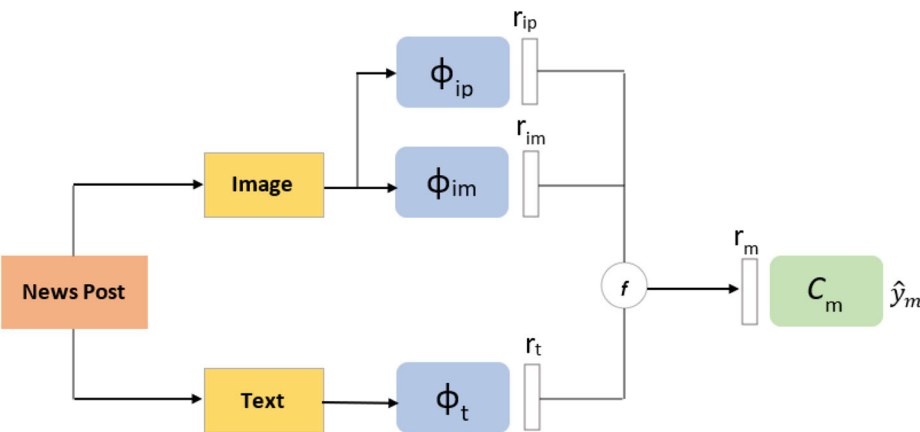 r_ip
ϕ_ip
r_im
Image
ϕ_im
r_m
News Post
f
C_m
ŷ_m
r_t
Text
ϕ_t